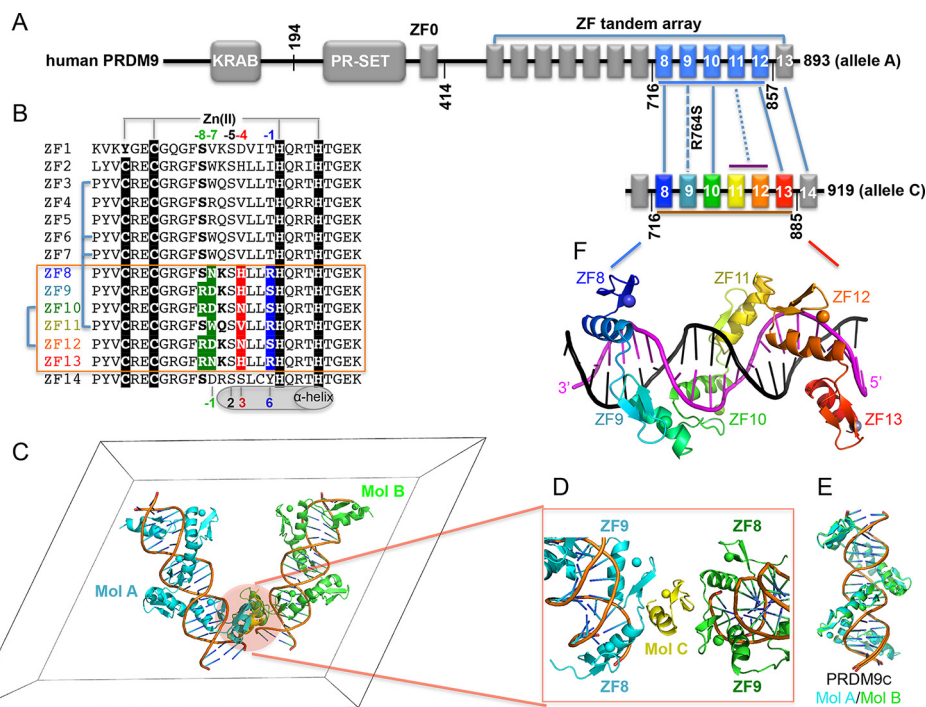 A
ZF0
ZF tandem array
human PRDM9
194
KRAB
PR-SET
8 9 10 11 12 13
893 (allele A)
414
716
857
R764S
8 9 10 11 12 13 14
919 (allele C)
716
885
B
Zn(II)
-8-7 -5 -4 -1
ZF1 KVKYGECGQGFSVKSDVITHQRTHTGEK
ZF2 LYVCRECGRGFSWKSHLLIHQRTHTGEK
ZF3 PYVCRECGRGFSWQSVLLTHQRTHTGEK
ZF4 PYVCRECGRGFSRQSVLLTHQRTHTGEK
ZF5 PYVCRECGRGFSRQSVLLTHQRTHTGEK
ZF6 PYVCRECGRGFSWQSVLLTHQRTHTGEK
ZF7 PYVCRECGRGFSWQSVLLTHQRTHTGEK
ZF8 PYVCRECGRGFSNKSHLLRHQRTHTGEK
ZF9 PYVCRECGRGFRDKSHLLSHQRTHTGEK
ZF10 PYVCRECGRGFRDKSNLLSHQRTHTGEK
ZF11 PYVCRECGRGFSWQSVLLRHQRTHTGEK
ZF12 PYVCRECGRGFRDKSNLLSHQRTHTGEK
ZF13 PYVCRECGRGFRNKSHLLRHQRTHTGEK
ZF14 PYVCRECGRGFSDRSSLCYHQRTHTGEK
-1 2 3 6
α-helix
F
ZF8
ZF11
ZF12
3'
5'
ZF9
ZF10
ZF13
C
Mol B
Mol A
D
ZF9
ZF8
Mol C
ZF8
ZF9
E
PRDM9c
Mol A/Mol B